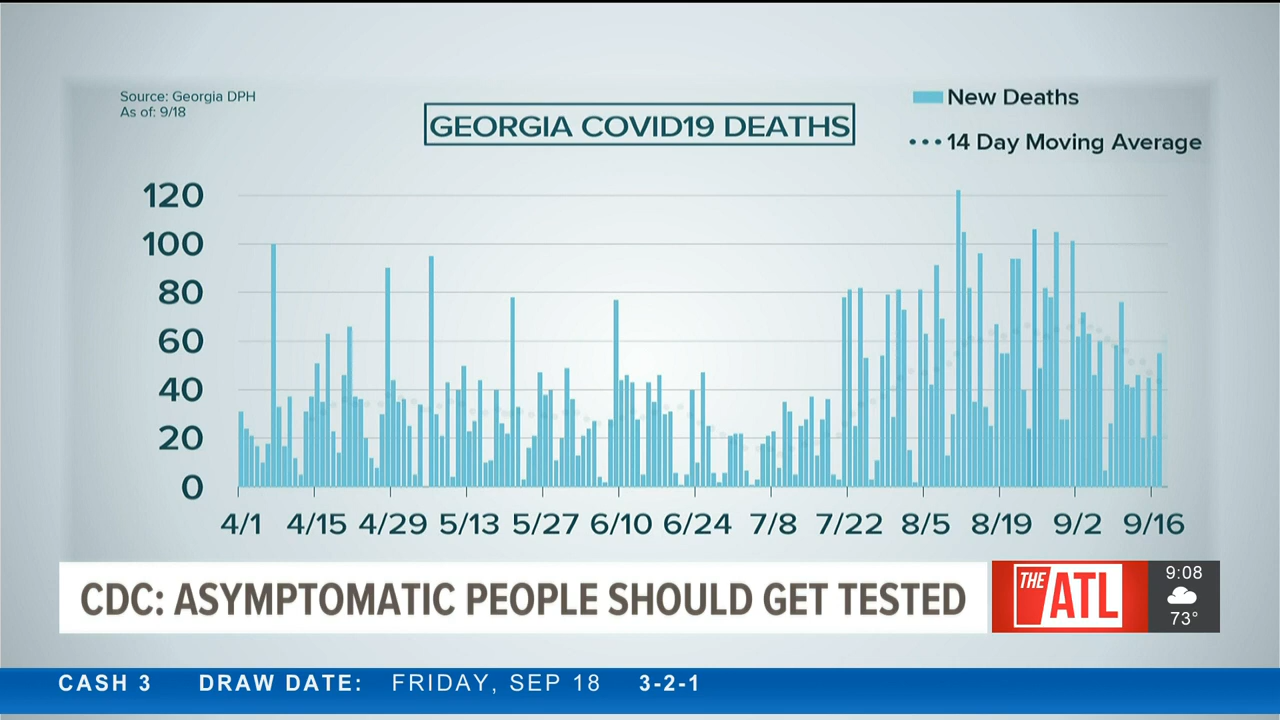 Source: Georgia DPH
As of: 9/18
GEORGIA COVID19 DEATHS
New Deaths
14 Day Moving Average
120
100
80
60
40
20
0
4/1 4/15 4/29 5/13 5/27 6/10 6/24 7/8 7/22 8/5 8/19 9/2 9/16
CDC: ASYMPTOMATIC PEOPLE SHOULD GET TESTED
THE ATL
9:08
73°
CASH 3 DRAW DATE: FRIDAY, SEP 18 3-2-1